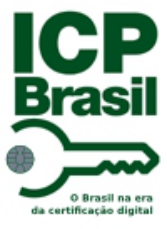 ICP
Brasil
O Brasil na era
da certificação digital